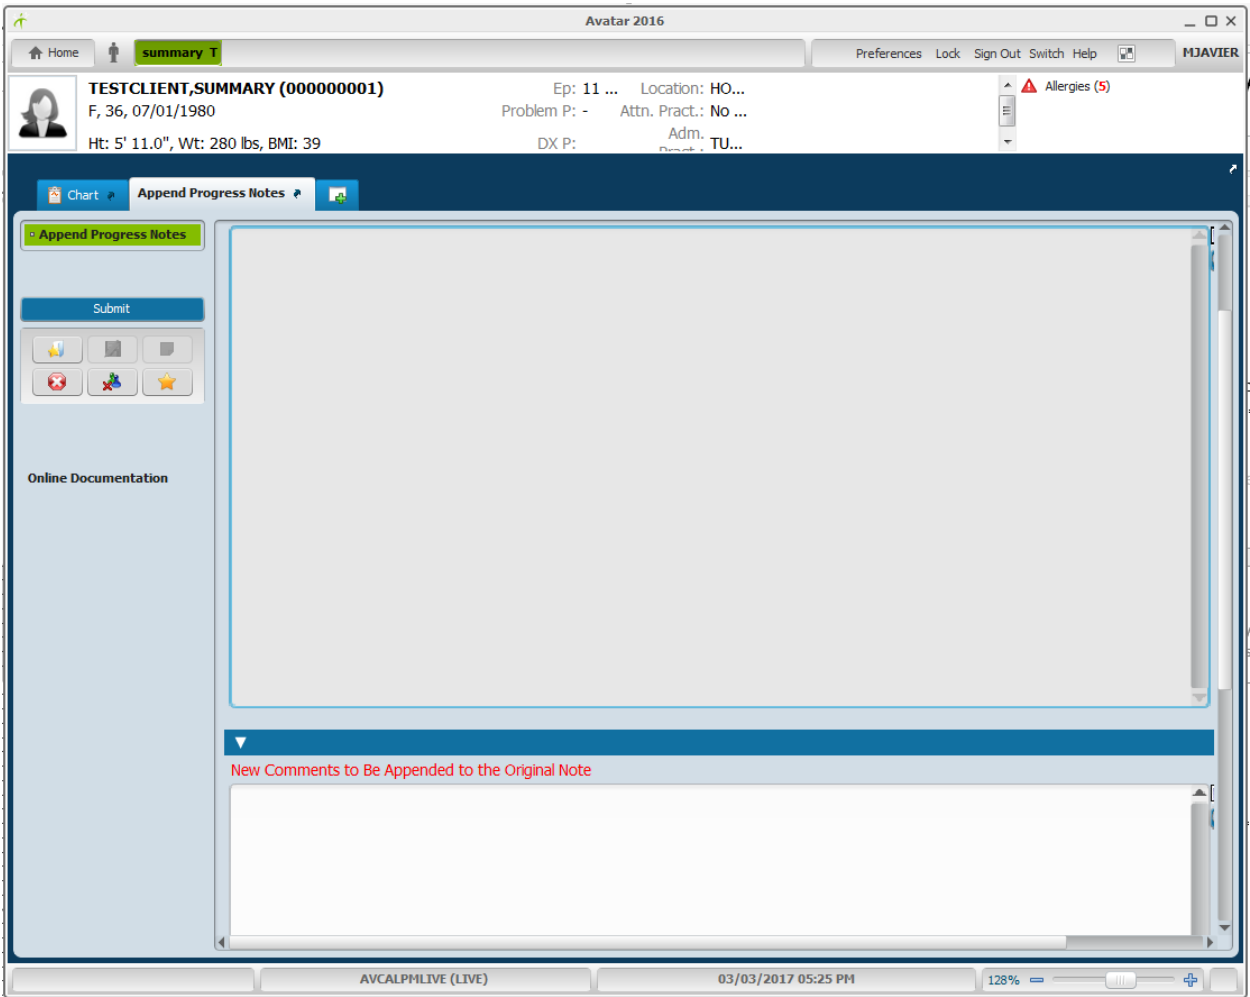 Avatar 2016
Home
summary T
Preferences Lock Sign Out Switch Help
MJAVIER
TESTCLIENT,SUMMARY (000000001)
F, 36, 07/01/1980
Ht: 5' 11.0", Wt: 280 lbs, BMI: 39
Ep: 11 ... Location: HO...
Problem P: - Attn. Pract.: No ...
DX P: Adm. Pract.: TU...
Allergies (5)
Chart
Append Progress Notes
Append Progress Notes
Submit
Online Documentation
New Comments to Be Appended to the Original Note
AVCALPMLIVE (LIVE)
03/03/2017 05:25 PM
128%